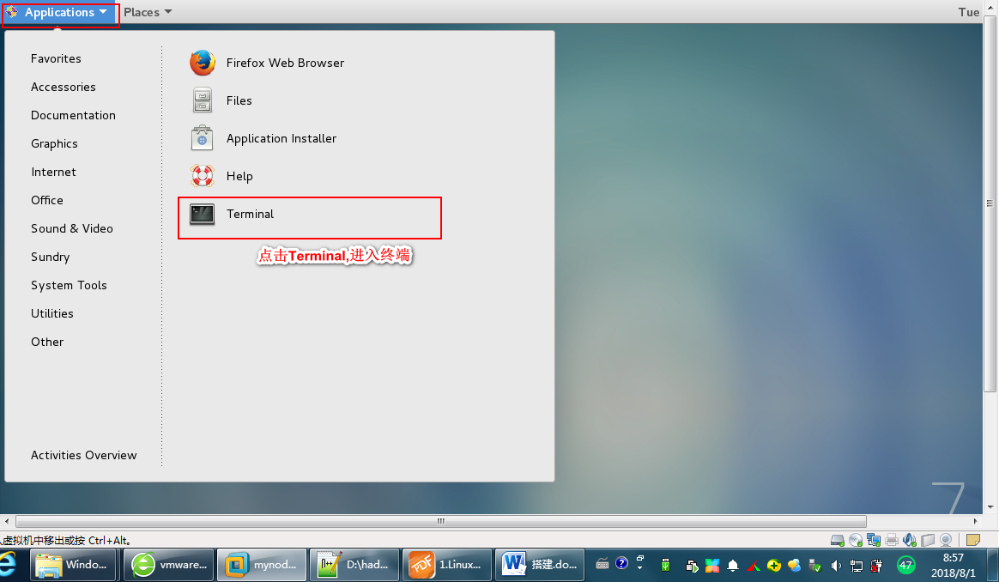 Applications Places Tue
Favorites
Accessories
Documentation
Graphics
Internet
Office
Sound & Video
Sundry
System Tools
Utilities
Other
Activities Overview
Firefox Web Browser
Files
Application Installer
Help
Terminal
点击Terminal,进入终端
7
虚拟机中移出或按 Ctrl+Alt。
Windo... vmware... mynod... D:\had... 1.Linux... 搭建.do... 47 8:57
2018/8/1